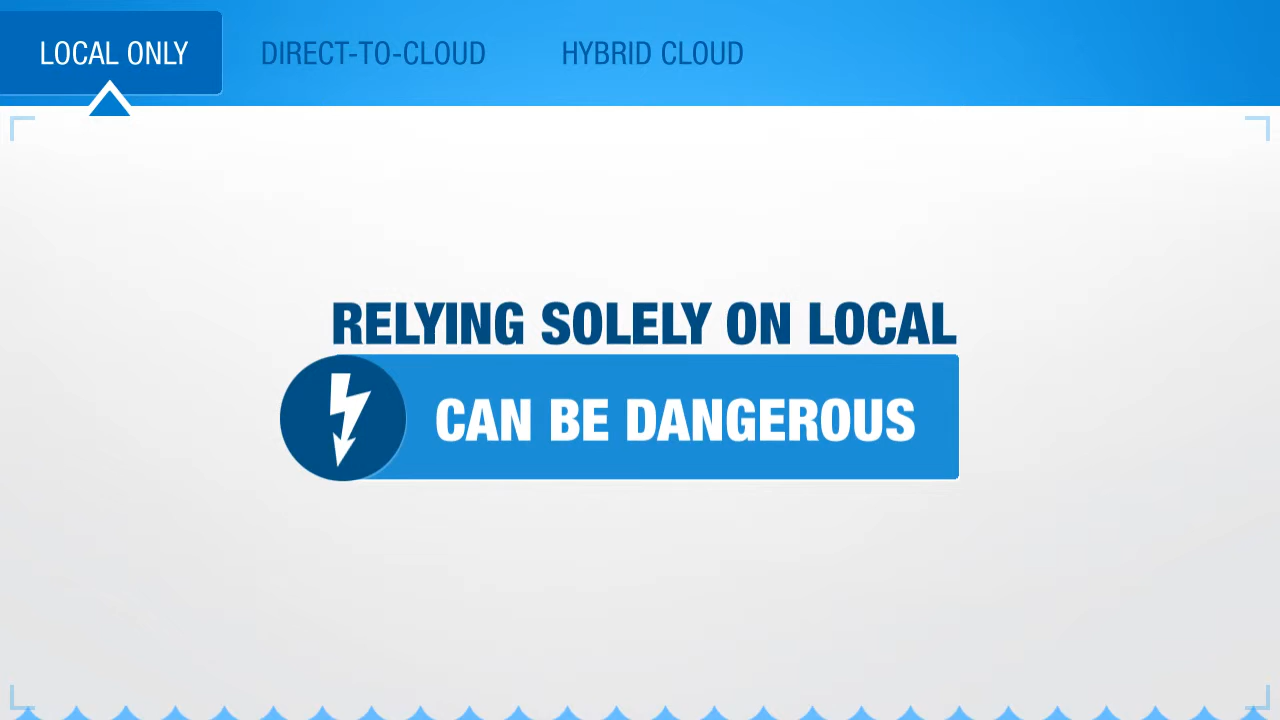 LOCAL ONLY
DIRECT-TO-CLOUD
HYBRID CLOUD
RELYING SOLELY ON LOCAL
CAN BE DANGEROUS